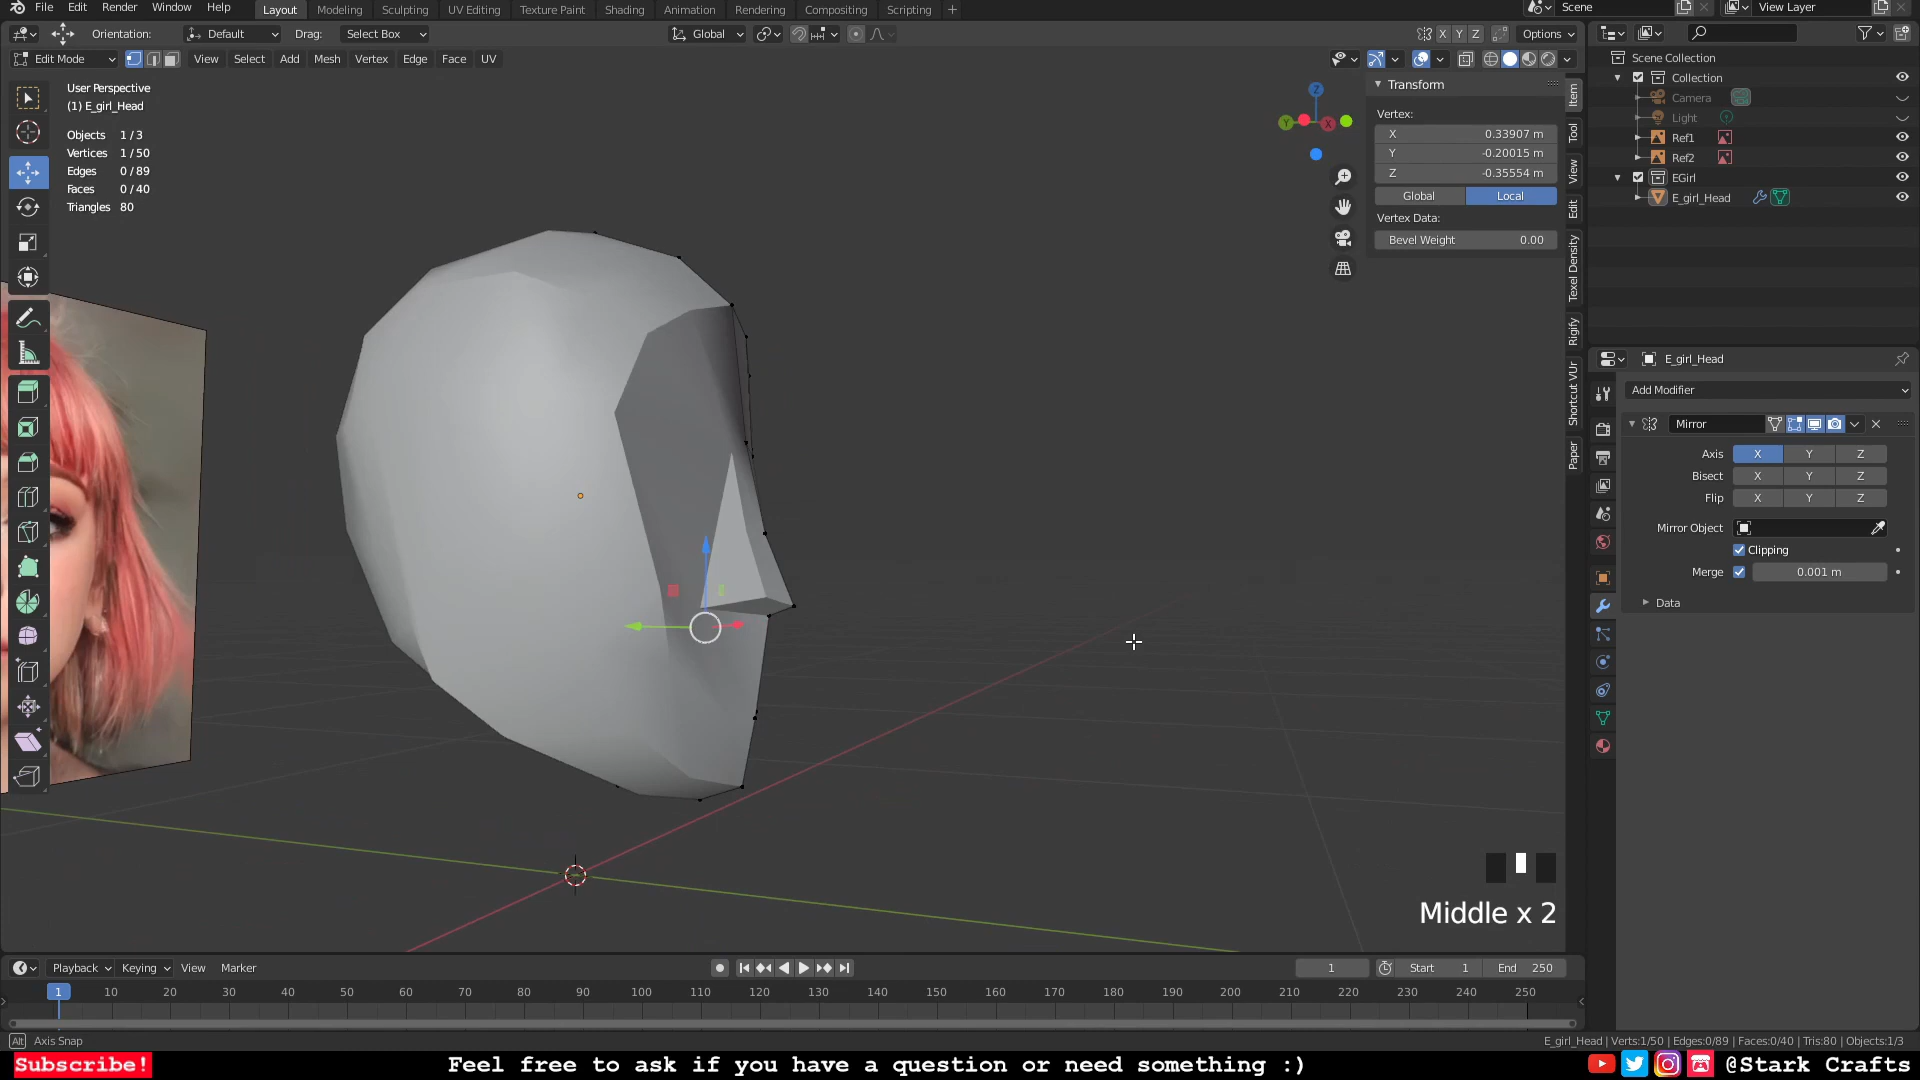 File Edit Render Window Help Layout Modeling Sculpting UV Editing Texture Paint Shading Animation Rendering Compositing Scripting + Scene View Layer
Orientation: Default Drag: Select Box Global X Y Z Options
Edit Mode View Select Add Mesh Vertex Edge Face UV
User Perspective
(1) E_girl_Head
Objects 1 / 3
Vertices 1 / 50
Edges 0 / 89
Faces 0 / 40
Triangles 80
Z
Y
X
Transform
Vertex:
X 0.33907 m
Y -0.20015 m
Z -0.35554 m
Global Local
Vertex Data:
Bevel Weight 0.00
Item
Tool
View
Edit
Texel Density
Rigify
Shortcut VUr
Paper
Scene Collection
Collection
Camera
Light
Ref1
Ref2
EGirl
E_girl_Head
E_girl_Head
Add Modifier
Mirror
Axis X Y Z
Bisect X Y Z
Flip X Y Z
Mirror Object
Clipping
Merge 0.001 m
Data
Middle x 2
Playback Keying View Marker 1 Start 1 End 250
1 10 20 30 40 50 60 70 80 90 100 110 120 130 140 150 160 170 180 190 200 210 220 230 240 250
Alt Axis Snap E_girl_Head | Verts:1/50 | Edges:0/89 | Faces:0/40 | Tris:80 | Objects:1/3
Subscribe! Feel free to ask if you have a question or need something :) @Stark Crafts